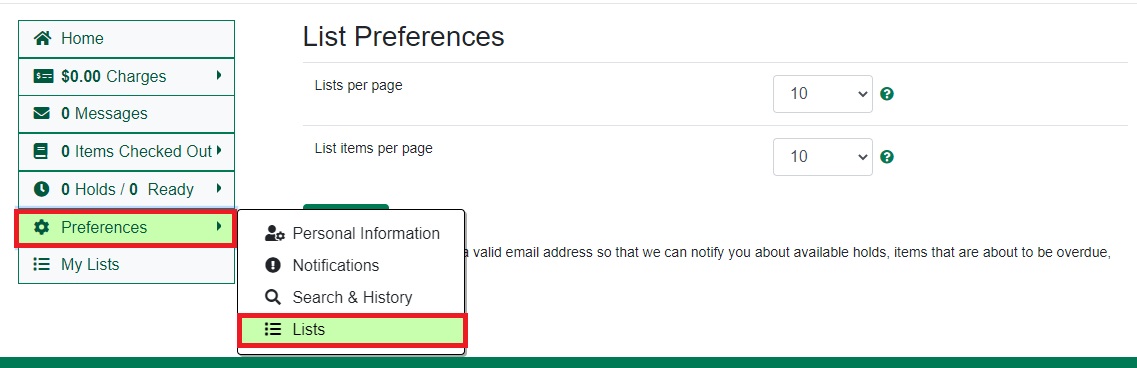 Home
$0.00 Charges
0 Messages
0 Items Checked Out
0 Holds / 0 Ready
Preferences
My Lists
List Preferences
Lists per page
10
List items per page
10
Personal Information
Notifications
Search & History
Lists
a valid email address so that we can notify you about available holds, items that are about to be overdue,